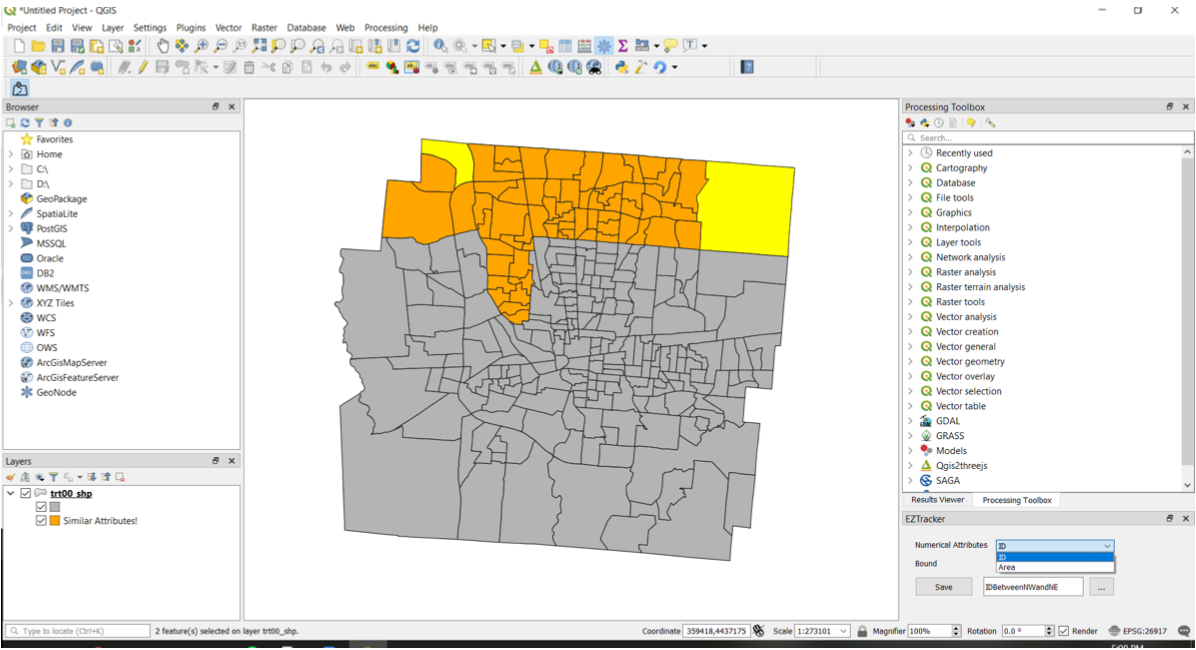 *Untitled Project - QGIS
Project Edit View Layer Settings Plugins Vector Raster Database Web Processing Help
Browser
Favorites
Home
C:\
D:\
GeoPackage
SpatiaLite
PostGIS
MSSQL
Oracle
DB2
WMS/WMTS
XYZ Tiles
WCS
WFS
OWS
ArcGisMapServer
ArcGisFeatureServer
GeoNode
Layers
trt00_shp
Similar Attributes!
Processing Toolbox
Search...
Recently used
Cartography
Database
File tools
Graphics
Interpolation
Layer tools
Network analysis
Raster analysis
Raster terrain analysis
Raster tools
Vector analysis
Vector creation
Vector general
Vector geometry
Vector overlay
Vector selection
Vector table
GDAL
GRASS
Models
Qgis2threejs
SAGA
Results Viewer Processing Toolbox
EZTracker
Numerical Attributes ID
ID
Bound Area
Save IDBetweenNWandNE ...
Type to locate (Ctrl+K) 2 feature(s) selected on layer trt00_shp. Coordinate 359418,4437175 Scale 1:273101 Magnifier 100% Rotation 0.0 ° Render EPSG:26917